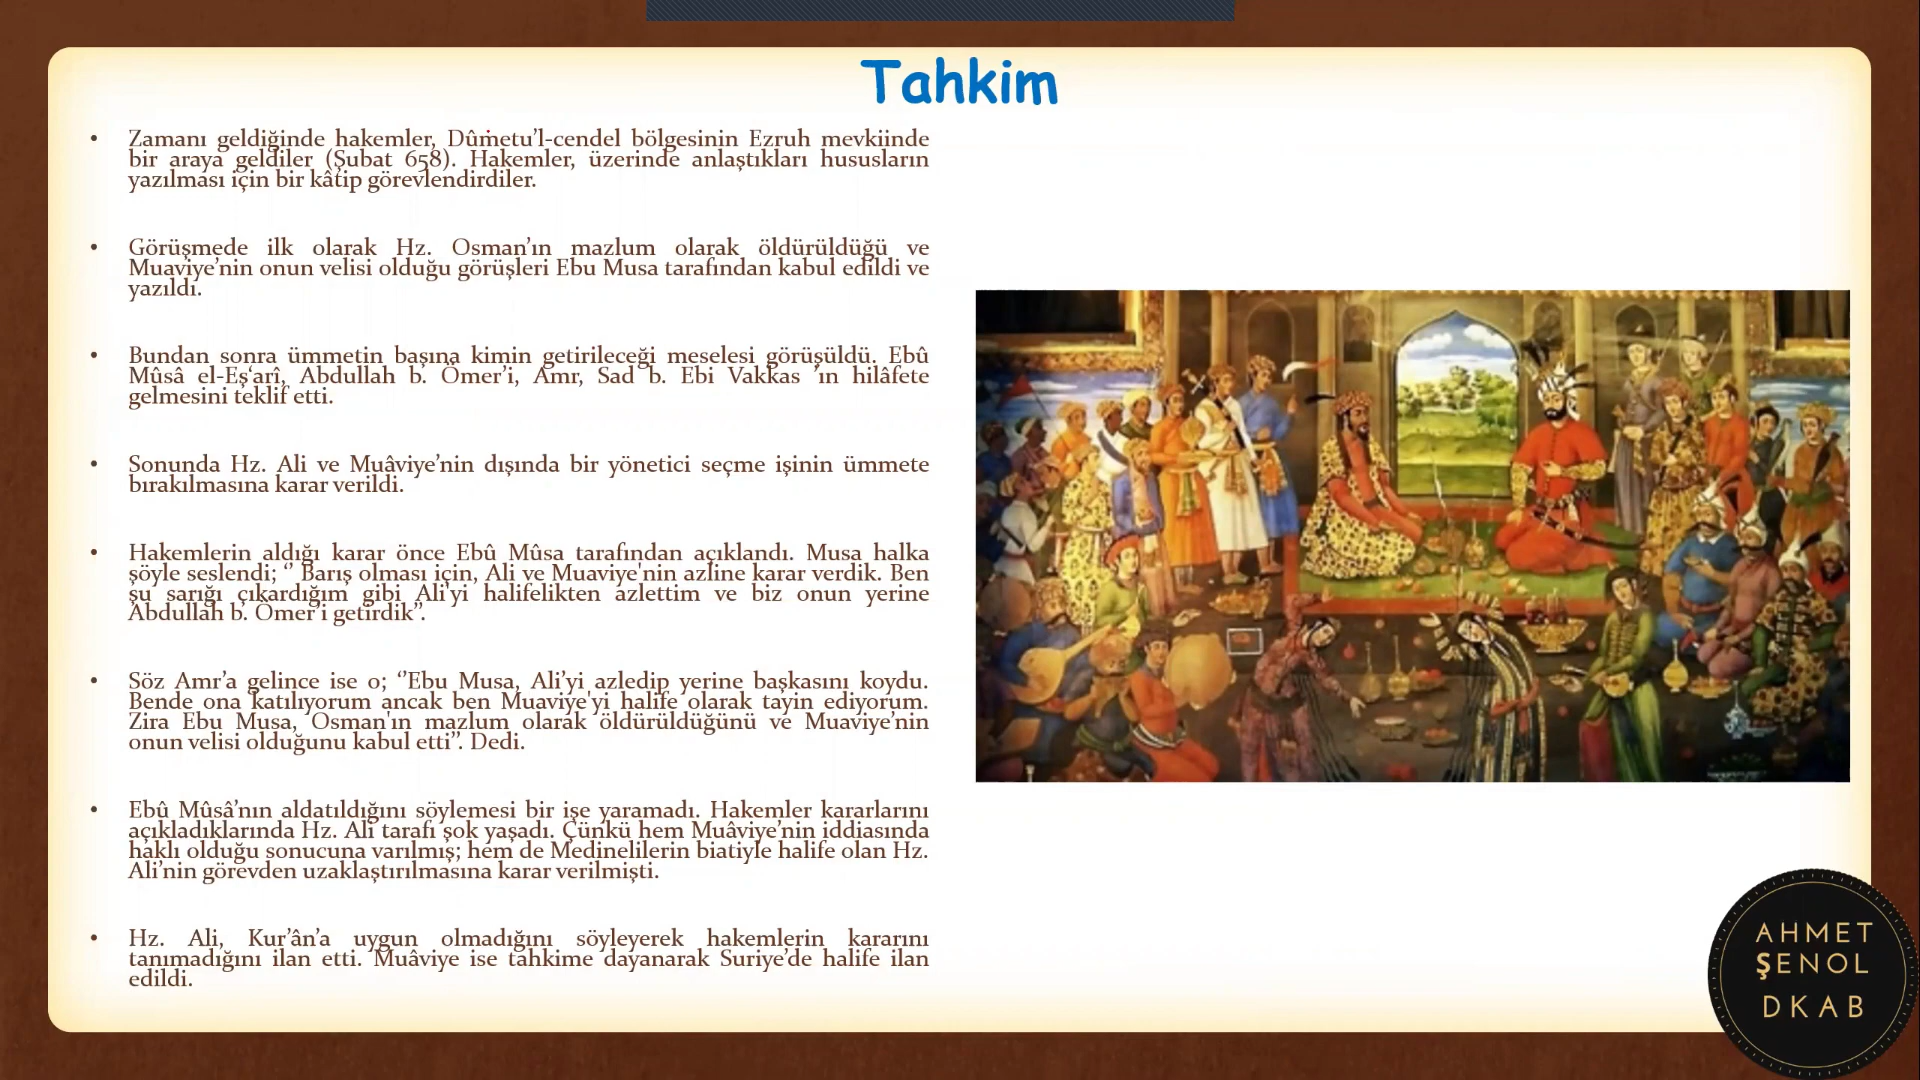 Tahkim
• Zamanı geldiğinde hakemler, Dûmetu’l-cendel bölgesinin Ezruh mevkiinde
bir araya geldiler (Şubat 658). Hakemler, üzerinde anlaştıkları hususların
yazılması için bir kâtip görevlendirdiler.
• Görüşmede ilk olarak Hz. Osman’ın mazlum olarak öldürüldüğü ve
Muaviye’nin onun velisi olduğu görüşleri Ebu Musa tarafından kabul edildi ve
yazıldı.
• Bundan sonra ümmetin başına kimin getirileceği meselesi görüşüldü. Ebû
Mûsâ el-Eş‘arî, Abdullah b. Ömer’i, Amr, Sad b. Ebi Vakkas ’ın hilâfete
gelmesini teklif etti.
• Sonunda Hz. Ali ve Muâviye’nin dışında bir yönetici seçme işinin ümmete
bırakılmasına karar verildi.
• Hakemlerin aldığı karar önce Ebû Mûsa tarafından açıklandı. Musa halka
şöyle seslendi; ‘’ Barış olması için, Ali ve Muaviye'nin azline karar verdik. Ben
şu sarığı çıkardığım gibi Ali'yi halifelikten azlettim ve biz onun yerine
Abdullah b. Ömer'i getirdik’’.
• Söz Amr’a gelince ise o; ‘’Ebu Musa, Ali’yi azledip yerine başkasını koydu.
Bende ona katılıyorum ancak ben Muaviye'yi halife olarak tayin ediyorum.
Zira Ebu Musa, Osman'ın mazlum olarak öldürüldüğünü ve Muaviye’nin
onun velisi olduğunu kabul etti’’. Dedi.
• Ebû Mûsâ’nın aldatıldığını söylemesi bir işe yaramadı. Hakemler kararlarını
açıkladıklarında Hz. Ali tarafı şok yaşadı. Çünkü hem Muâviye’nin iddiasında
haklı olduğu sonucuna varılmış; hem de Medinelilerin biatiyle halife olan Hz.
Ali’nin görevden uzaklaştırılmasına karar verilmişti.
• Hz. Ali, Kur’ân’a uygun olmadığını söyleyerek hakemlerin kararını
tanımadığını ilan etti. Muâviye ise tahkime dayanarak Suriye’de halife ilan
edildi.
AHMET
ŞENOL
DKAB